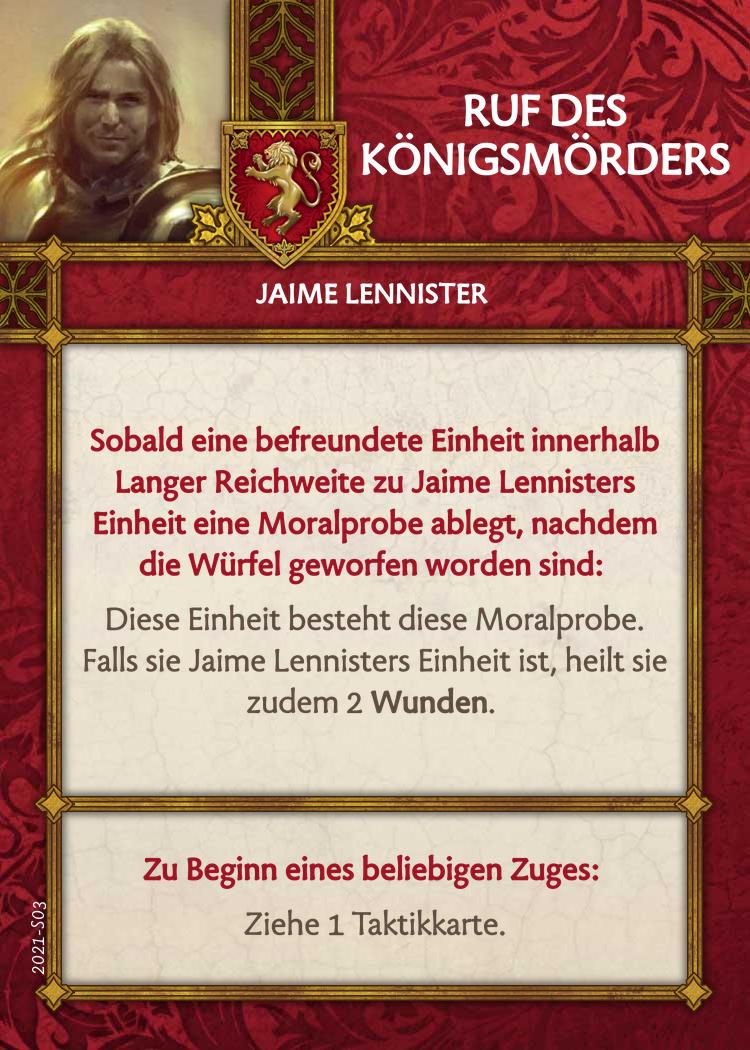 RUF DES
KÖNIGSMÖRDERS
JAIME LENNISTER
Sobald eine befreundete Einheit innerhalb
Langer Reichweite zu Jaime Lennisters
Einheit eine Moralprobe ablegt, nachdem
die Würfel geworfen worden sind:
Diese Einheit besteht diese Moralprobe.
Falls sie Jaime Lennisters Einheit ist, heilt sie
zudem 2 Wunden.
Zu Beginn eines beliebigen Zuges:
Ziehe 1 Taktikkarte.
2021-S03